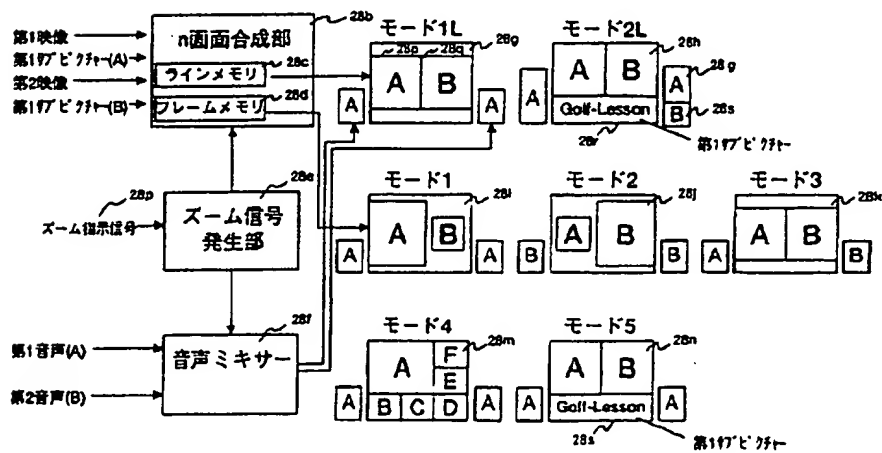 28b
モード1L
モード2L
第1映像
第1サブピクチャー(A)
第2映像
第1サブピクチャー(B)
n画面合成部
28c
ラインメモリ
28d
フレームメモリ
28p 28q 28g
A B
A A
28h
A B
Golf-Lesson
A
A 28g
B 28s
28r
第1サブピクチャー
28p
ズーム指示信号
28e
ズーム信号
発生部
モード1
28i
A B
A A
モード2
28j
A B
B B
モード3
28k
A B
A B
第1音声(A)
第2音声(B)
28f
音声ミキサー
モード4
28m
A F
E
B C D
A A
モード5
28n
A B
Golf-Lesson
A A
28s
第1サブピクチャー